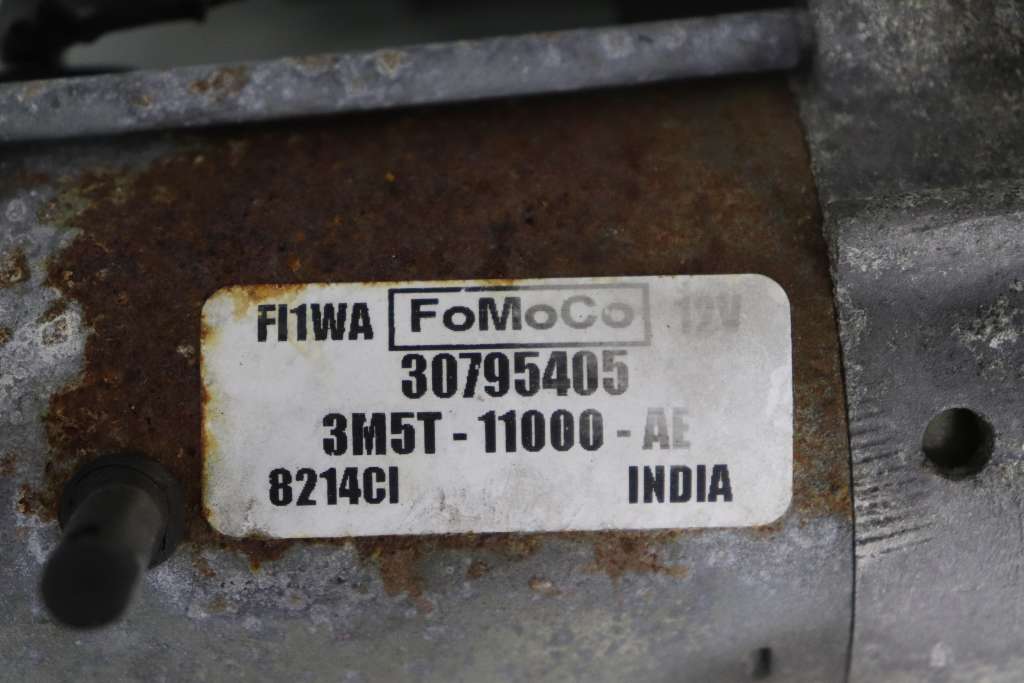 FI1WA FoMoCo 12V
30795405
3M5T - 11000 - AE
8214CI INDIA